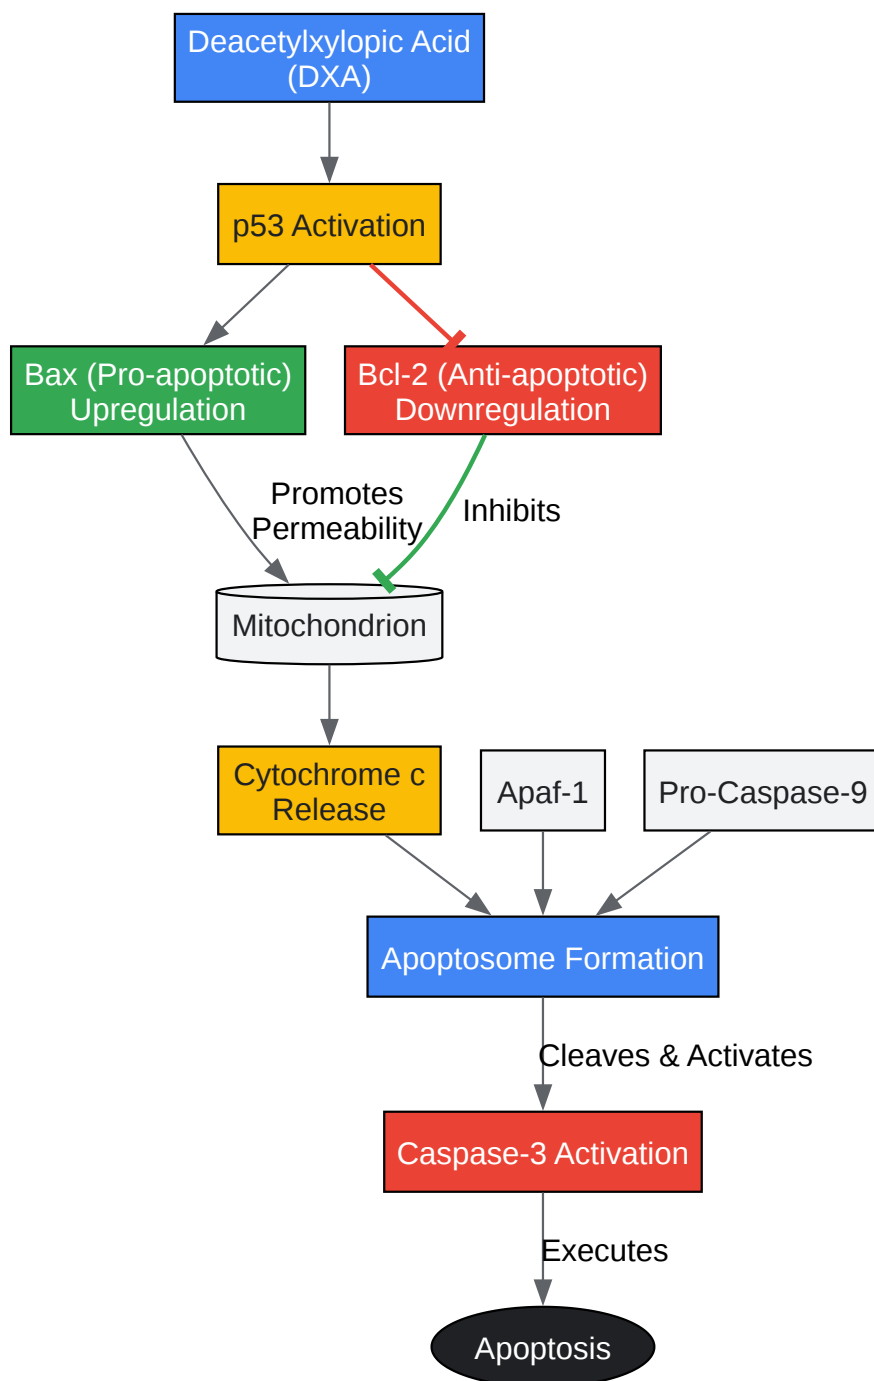 Deacetylxylopic Acid
(DXA)
p53 Activation
Bax (Pro-apoptotic)
Upregulation
Bcl-2 (Anti-apoptotic)
Downregulation
Promotes
Permeability
Inhibits
Mitochondrion
Cytochrome c
Release
Apaf-1
Pro-Caspase-9
Apoptosome Formation
Cleaves & Activates
Caspase-3 Activation
Executes
Apoptosis